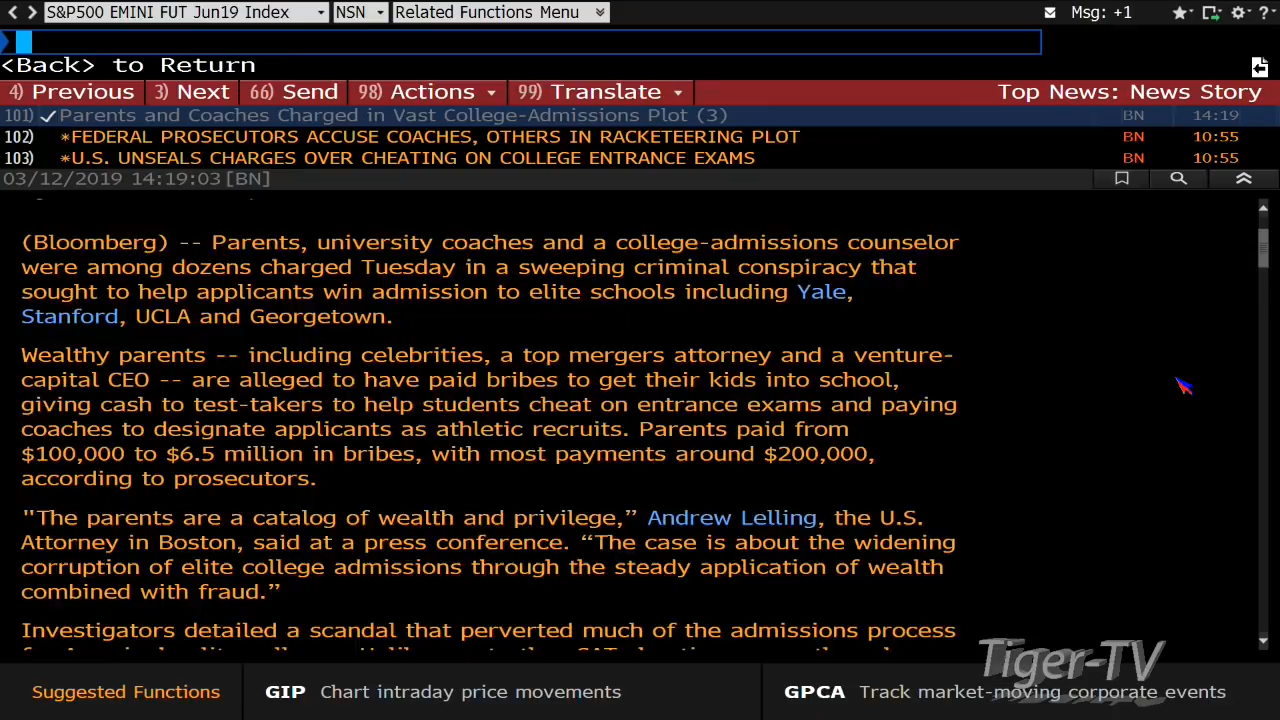 S&P500 EMINI FUT Jun19 Index NSN Related Functions Menu Msg: +1
<Back> to Return
4) Previous 3) Next 66) Send 98) Actions 99) Translate Top News: News Story
101) ✓Parents and Coaches Charged in Vast College-Admissions Plot (3) BN 14:19
102) *FEDERAL PROSECUTORS ACCUSE COACHES, OTHERS IN RACKETEERING PLOT BN 10:55
103) *U.S. UNSEALS CHARGES OVER CHEATING ON COLLEGE ENTRANCE EXAMS BN 10:55
03/12/2019 14:19:03[BN]
(Bloomberg) -- Parents, university coaches and a college-admissions counselor
were among dozens charged Tuesday in a sweeping criminal conspiracy that
sought to help applicants win admission to elite schools including Yale,
Stanford, UCLA and Georgetown.
Wealthy parents -- including celebrities, a top mergers attorney and a venture-
capital CEO -- are alleged to have paid bribes to get their kids into school,
giving cash to test-takers to help students cheat on entrance exams and paying
coaches to designate applicants as athletic recruits. Parents paid from
$100,000 to $6.5 million in bribes, with most payments around $200,000,
according to prosecutors.
"The parents are a catalog of wealth and privilege,” Andrew Lelling, the U.S.
Attorney in Boston, said at a press conference. “The case is about the widening
corruption of elite college admissions through the steady application of wealth
combined with fraud.”
Investigators detailed a scandal that perverted much of the admissions process
Tiger-TV
Suggested Functions GIP Chart intraday price movements GPCA Track market-moving corporate events